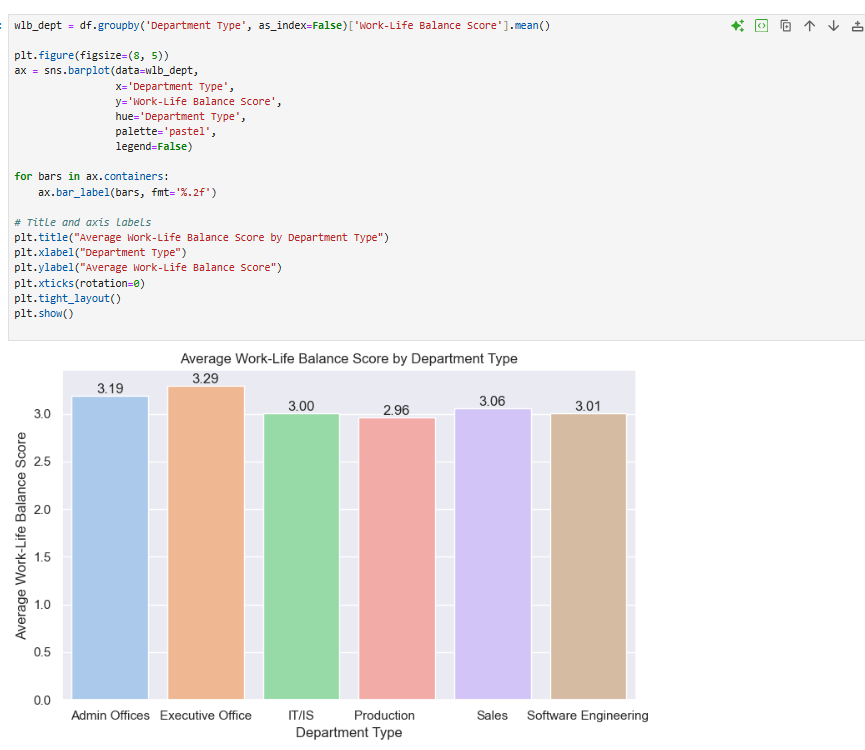 wlb_dept = df.groupby('Department Type', as_index=False)['Work-Life Balance Score'].mean()
plt.figure(figsize=(8, 5))
ax = sns.barplot(data=wlb_dept,
x='Department Type',
y='Work-Life Balance Score',
hue='Department Type',
palette='pastel',
legend=False)
for bars in ax.containers:
ax.bar_label(bars, fmt='%.2f')
# Title and axis labels
plt.title("Average Work-Life Balance Score by Department Type")
plt.xlabel("Department Type")
plt.ylabel("Average Work-Life Balance Score")
plt.xticks(rotation=0)
plt.tight_layout()
plt.show()
Average Work-Life Balance Score by Department Type
3.19 3.29 3.00 2.96 3.06 3.01
Average Work-Life Balance Score
3.0
2.5
2.0
1.5
1.0
0.5
0.0
Admin Offices Executive Office IT/IS Production Sales Software Engineering
Department Type